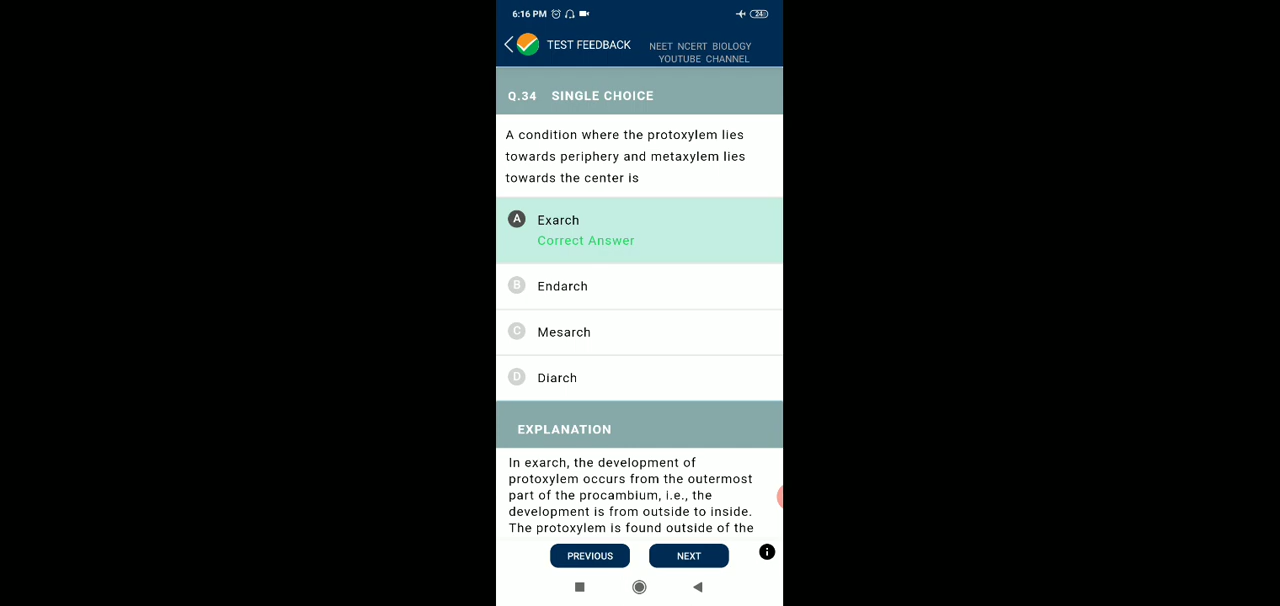 6:16 PM
24
TEST FEEDBACK
NEET NCERT BIOLOGY
YOUTUBE CHANNEL
Q.34 SINGLE CHOICE
A condition where the protoxylem lies
towards periphery and metaxylem lies
towards the center is
A Exarch
Correct Answer
B Endarch
C Mesarch
D Diarch
EXPLANATION
In exarch, the development of
protoxylem occurs from the outermost
part of the procambium, i.e., the
development is from outside to inside.
The protoxylem is found outside of the
PREVIOUS NEXT